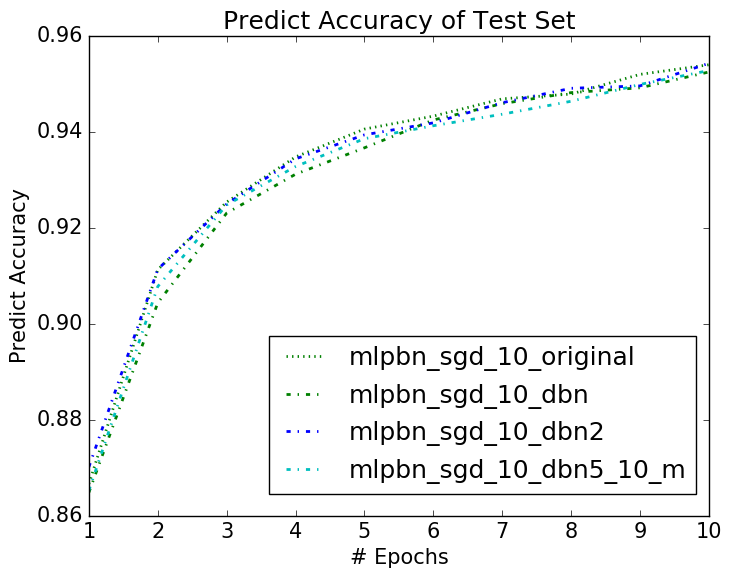 Predict Accuracy of Test Set
0.96
0.94
0.92
0.90
0.88
0.86
Predict Accuracy
mlpbn_sgd_10_original
mlpbn_sgd_10_dbn
mlpbn_sgd_10_dbn2
mlpbn_sgd_10_dbn5_10_m
1 2 3 4 5 6 7 8 9 10
# Epochs